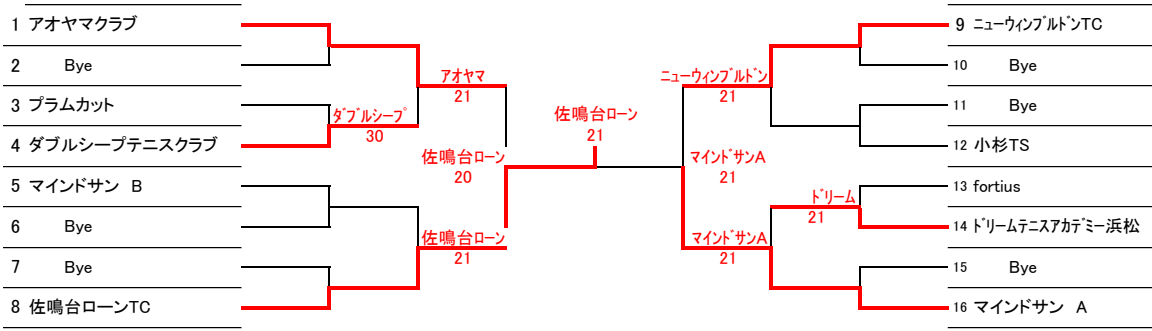 1 アオヤマクラブ
2 Bye
3 プラムカット
4 ダブルシープテニスクラブ
5 マインドサン B
6 Bye
7 Bye
8 佐鳴台ローンTC
アオヤマ
21
ダブルシープ
30
佐鳴台ローン
20
佐鳴台ローン
21
佐鳴台ローン
21
ニューウィンブルドン
21
マインドサンA
21
ドリーム
21
マインドサンA
21
9 ニューウィンブルドンTC
10 Bye
11 Bye
12 小杉TS
13 fortius
14 ドリームテニスアカデミー浜松
15 Bye
16 マインドサン A